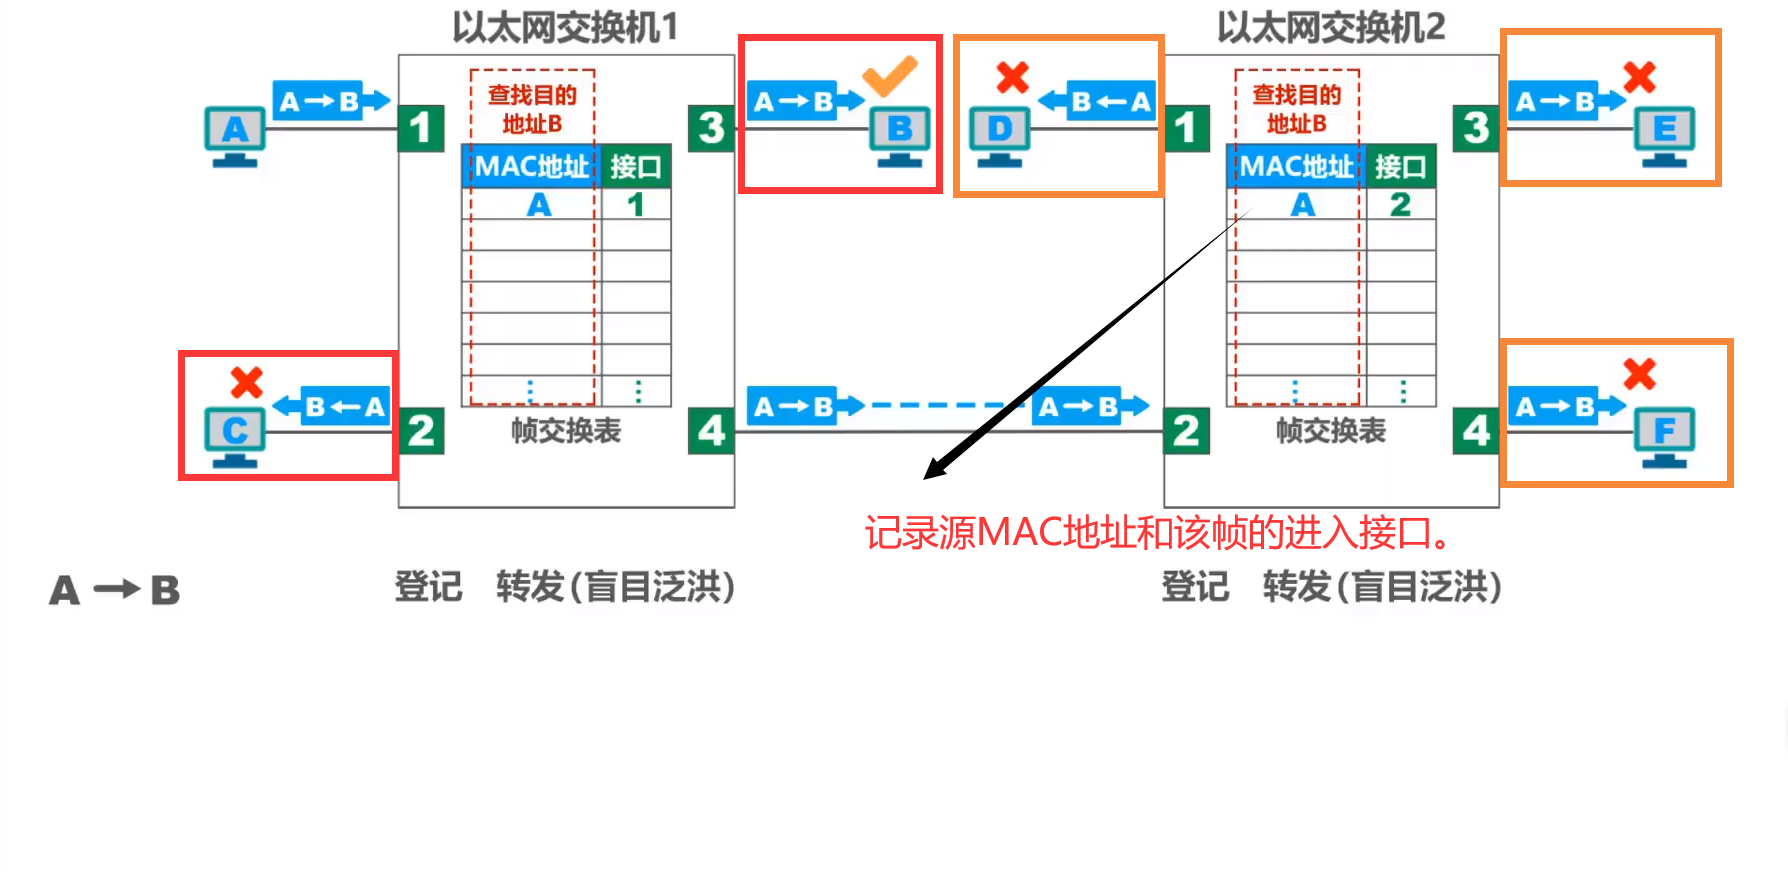 以太网交换机1
以太网交换机2
A→B
A
1
查找目的
地址B
MAC地址 接口
A 1
⋮ ⋮
帧交换表
3
A→B
B
D
B←A
1
查找目的
地址B
MAC地址 接口
A 2
⋮ ⋮
帧交换表
3
A→B
E
C
B←A
2
4
A→B
A→B
2
4
A→B
F
记录源MAC地址和该帧的进入接口。
A→B
登记 转发(盲目泛洪)
登记 转发(盲目泛洪)